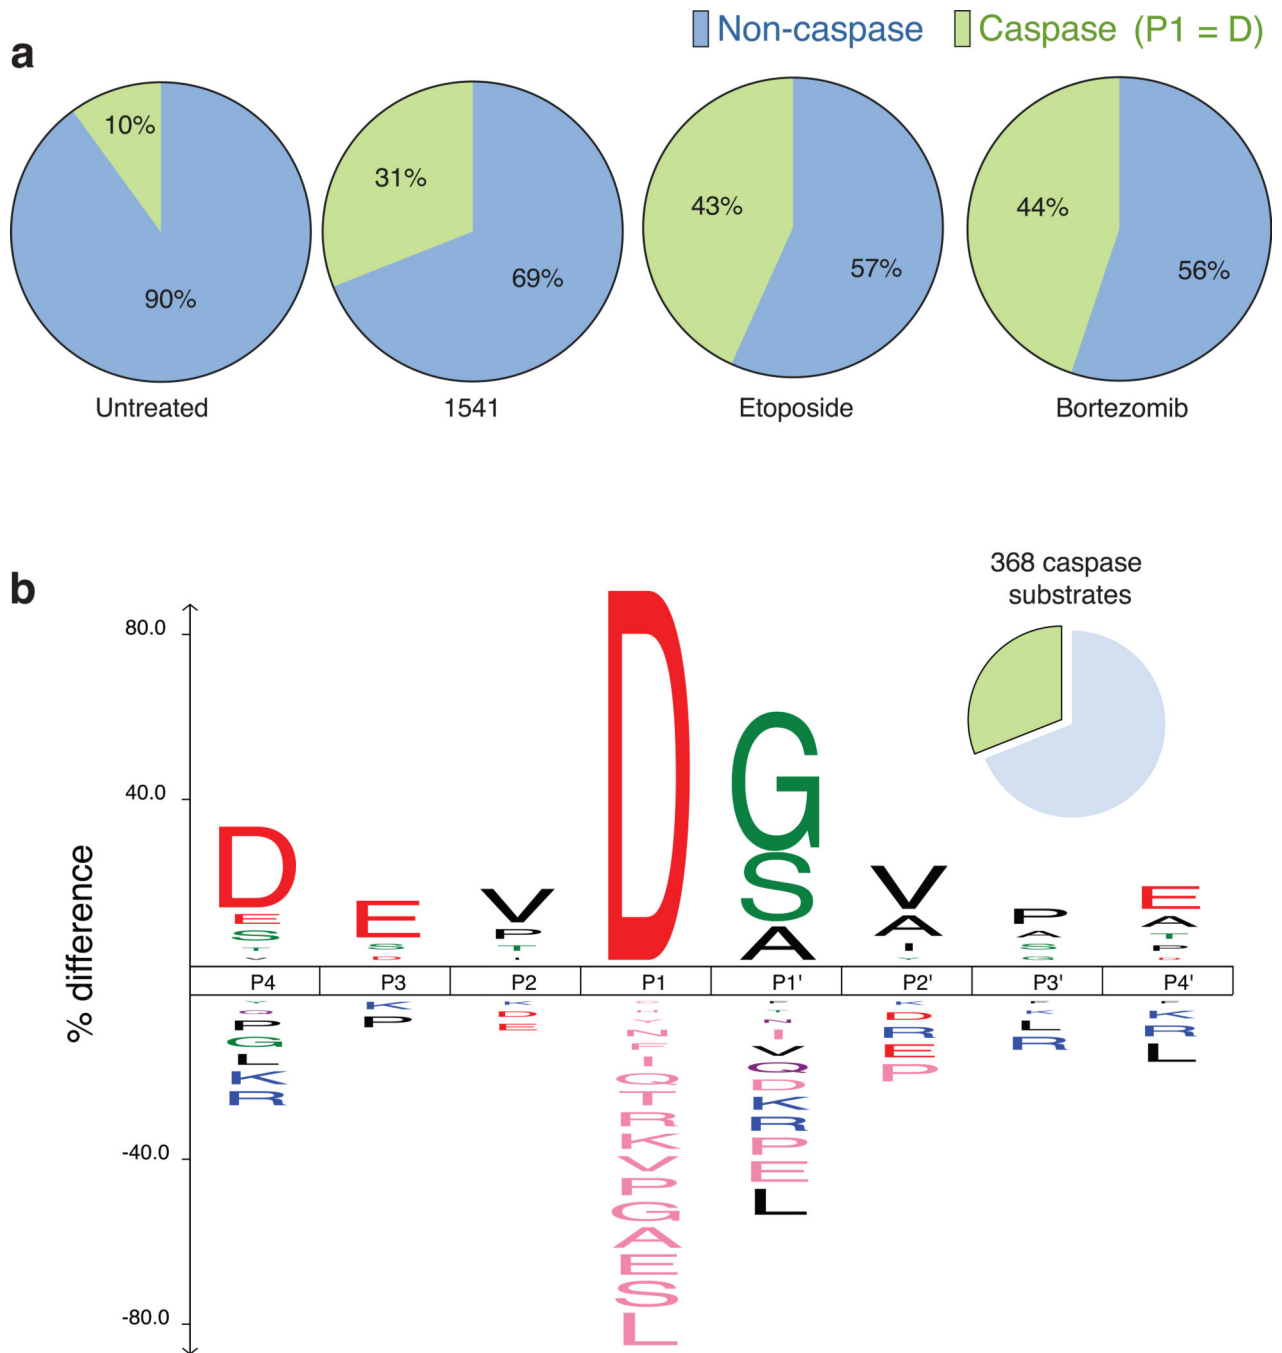 Non-caspase Caspase (P1 = D)
a
10% 31% 43% 44%
90% 69% 57% 56%
Untreated 1541 Etoposide Bortezomib
b
368 caspase
substrates
% difference
80.0
40.0
-40.0
-80.0
D E S T V
E S D
V P T I
D
G S A
V A I
P A S G
E A T P D
P4 P3 P2 P1 P1' P2' P3' P4'
P G L K R
K P
K D E
N F I Q T R K V P G A E S L
F T N I V Q D K R P E L
K D R E P
F K L R
F K R L